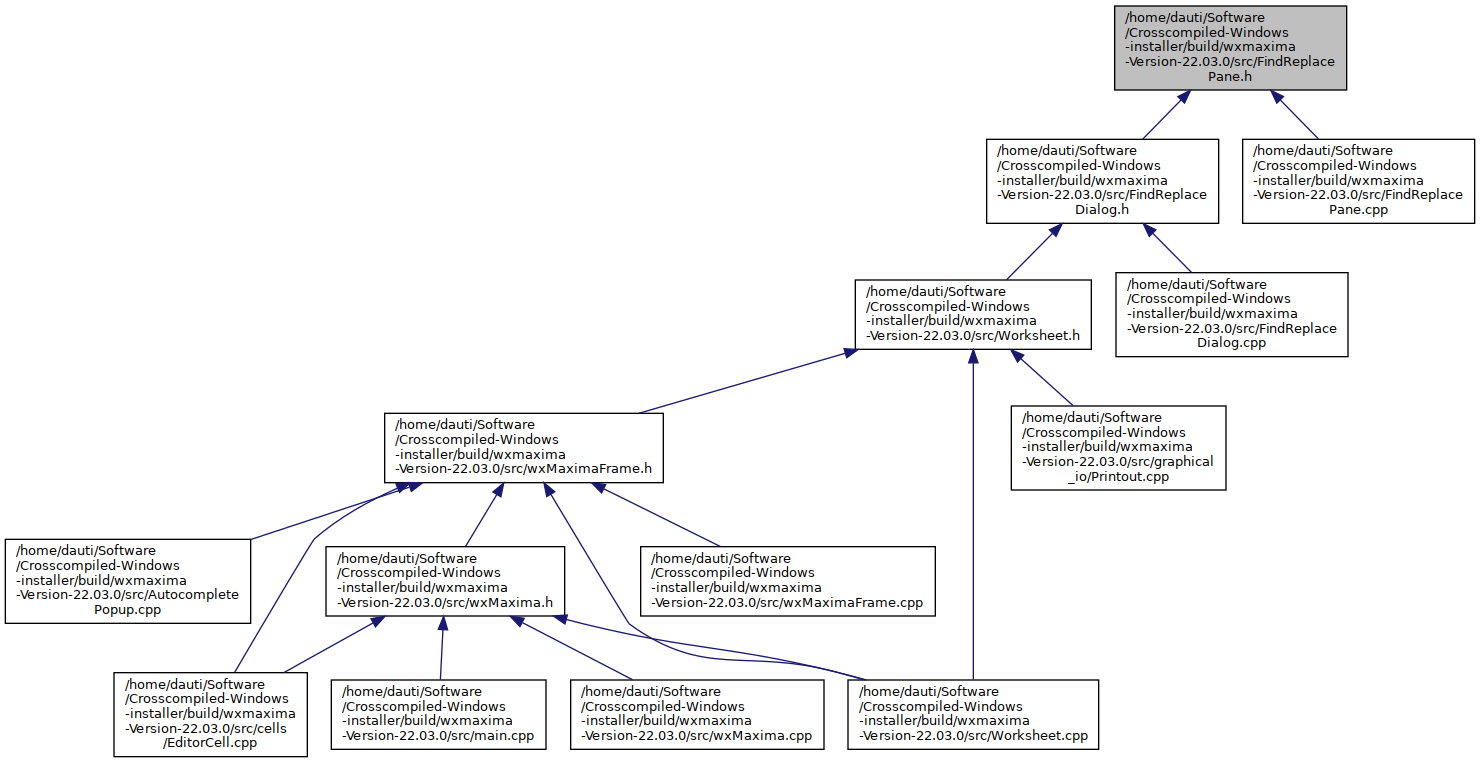 /home/dauti/Software
/Crosscompiled-Windows
-installer/build/wxmaxima
-Version-22.03.0/src/FindReplace
Pane.h
/home/dauti/Software
/Crosscompiled-Windows
-installer/build/wxmaxima
-Version-22.03.0/src/FindReplace
Dialog.h
/home/dauti/Software
/Crosscompiled-Windows
-installer/build/wxmaxima
-Version-22.03.0/src/FindReplace
Pane.cpp
/home/dauti/Software
/Crosscompiled-Windows
-installer/build/wxmaxima
-Version-22.03.0/src/Worksheet.h
/home/dauti/Software
/Crosscompiled-Windows
-installer/build/wxmaxima
-Version-22.03.0/src/FindReplace
Dialog.cpp
/home/dauti/Software
/Crosscompiled-Windows
-installer/build/wxmaxima
-Version-22.03.0/src/wxMaximaFrame.h
/home/dauti/Software
/Crosscompiled-Windows
-installer/build/wxmaxima
-Version-22.03.0/src/graphical
_io/Printout.cpp
/home/dauti/Software
/Crosscompiled-Windows
-installer/build/wxmaxima
-Version-22.03.0/src/Autocomplete
Popup.cpp
/home/dauti/Software
/Crosscompiled-Windows
-installer/build/wxmaxima
-Version-22.03.0/src/wxMaxima.h
/home/dauti/Software
/Crosscompiled-Windows
-installer/build/wxmaxima
-Version-22.03.0/src/wxMaximaFrame.cpp
/home/dauti/Software
/Crosscompiled-Windows
-installer/build/wxmaxima
-Version-22.03.0/src/cells
/EditorCell.cpp
/home/dauti/Software
/Crosscompiled-Windows
-installer/build/wxmaxima
-Version-22.03.0/src/main.cpp
/home/dauti/Software
/Crosscompiled-Windows
-installer/build/wxmaxima
-Version-22.03.0/src/wxMaxima.cpp
/home/dauti/Software
/Crosscompiled-Windows
-installer/build/wxmaxima
-Version-22.03.0/src/Worksheet.cpp